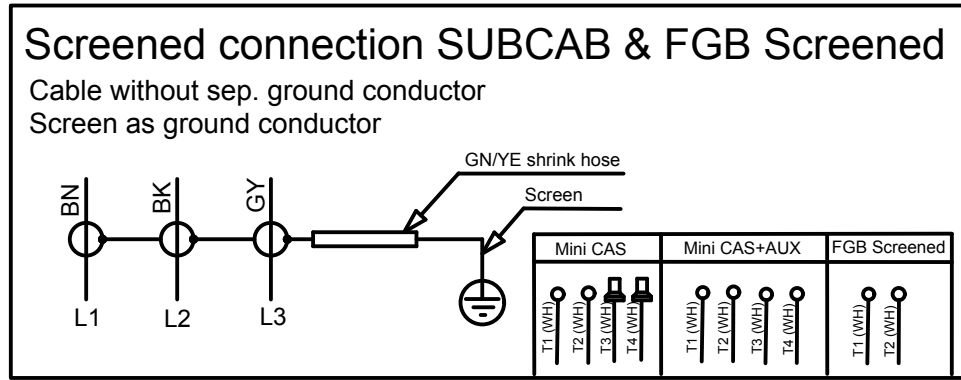 Screened connection SUBCAB & FGB Screened
Cable without sep. ground conductor
Screen as ground conductor
GN/YE shrink hose
Screen
BN
BK
GY
L1
L2
L3
Mini CAS
Mini CAS+AUX
FGB Screened
T1 (WH)
T2 (WH)
T3 (WH)
T4 (WH)
T1 (WH)
T2 (WH)
T3 (WH)
T4 (WH)
T1 (WH)
T2 (WH)